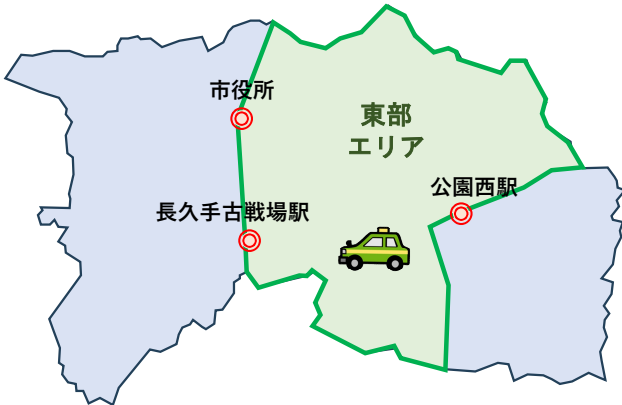 市役所
東部
エリア
公園西駅
長久手古戦場駅